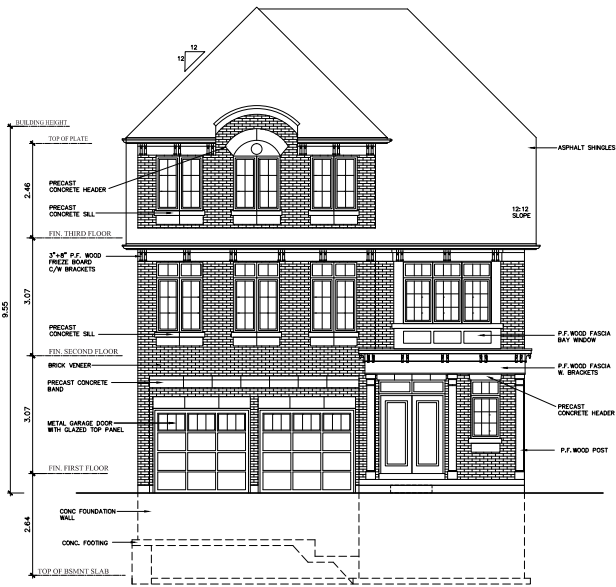 12
12
BUILDING HEIGHT
TOP OF PLATE
ASPHALT SHINGLES
2.46
PRECAST
CONCRETE HEADER
PRECAST
CONCRETE SILL
12:12
SLOPE
FIN. THIRD FLOOR
3"+8" P.F. WOOD
FREIZE BOARD
C/W BRACKETS
3.07
9.55
PRECAST
CONCRETE SILL
P.F.WOOD FASCIA
BAY WINDOW
FIN. SECOND FLOOR
BRICK VENEER
P.F.WOOD FASCIA
W. BRACKETS
PRECAST CONCRETE
BAND
PRECAST
CONCRETE HEADER
3.07
METAL GARAGE DOOR
WITH GLAZED TOP PANEL
P.F.WOOD POST
FIN. FIRST FLOOR
CONC FOUNDATION
WALL
2.64
CONC. FOOTING
TOP OF BSMNT SLAB